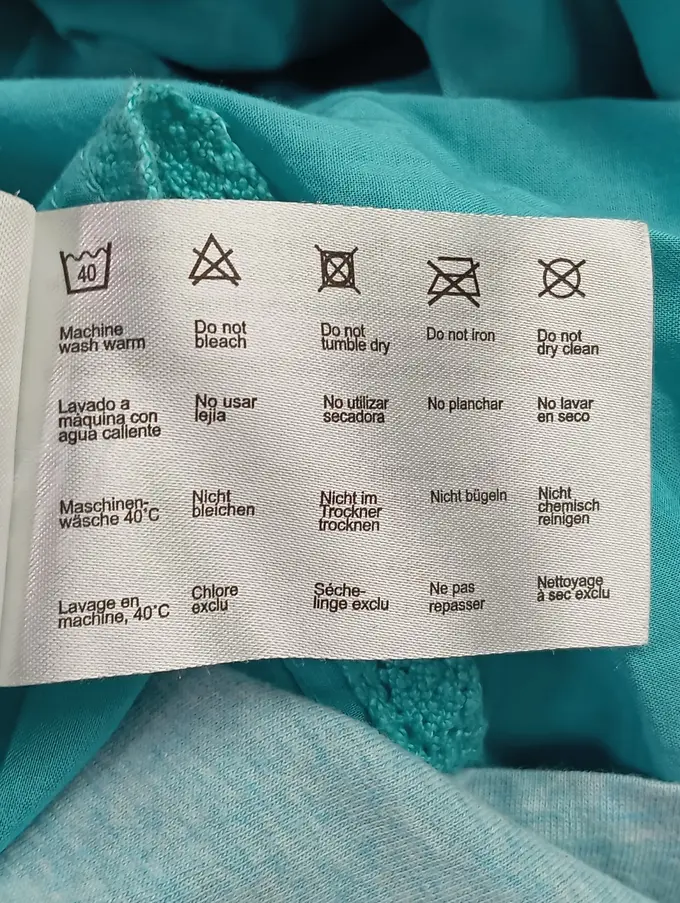 40
Machine
wash warm
Do not
bleach
Do not
tumble dry
Do not iron
Do not
dry clean
Lavado a
máquina con
agua caliente
No usar
lejía
No utilizar
secadora
No planchar
No lavar
en seco
Maschinen-
wäsche 40°C
Nicht
bleichen
Nicht im
Trockner
trocknen
Nicht bügeln
Nicht
chemisch
reinigen
Lavage en
machine, 40°C
Chlore
exclu
Séche-
linge exclu
Ne pas
repasser
Nettoyage
à sec exclu